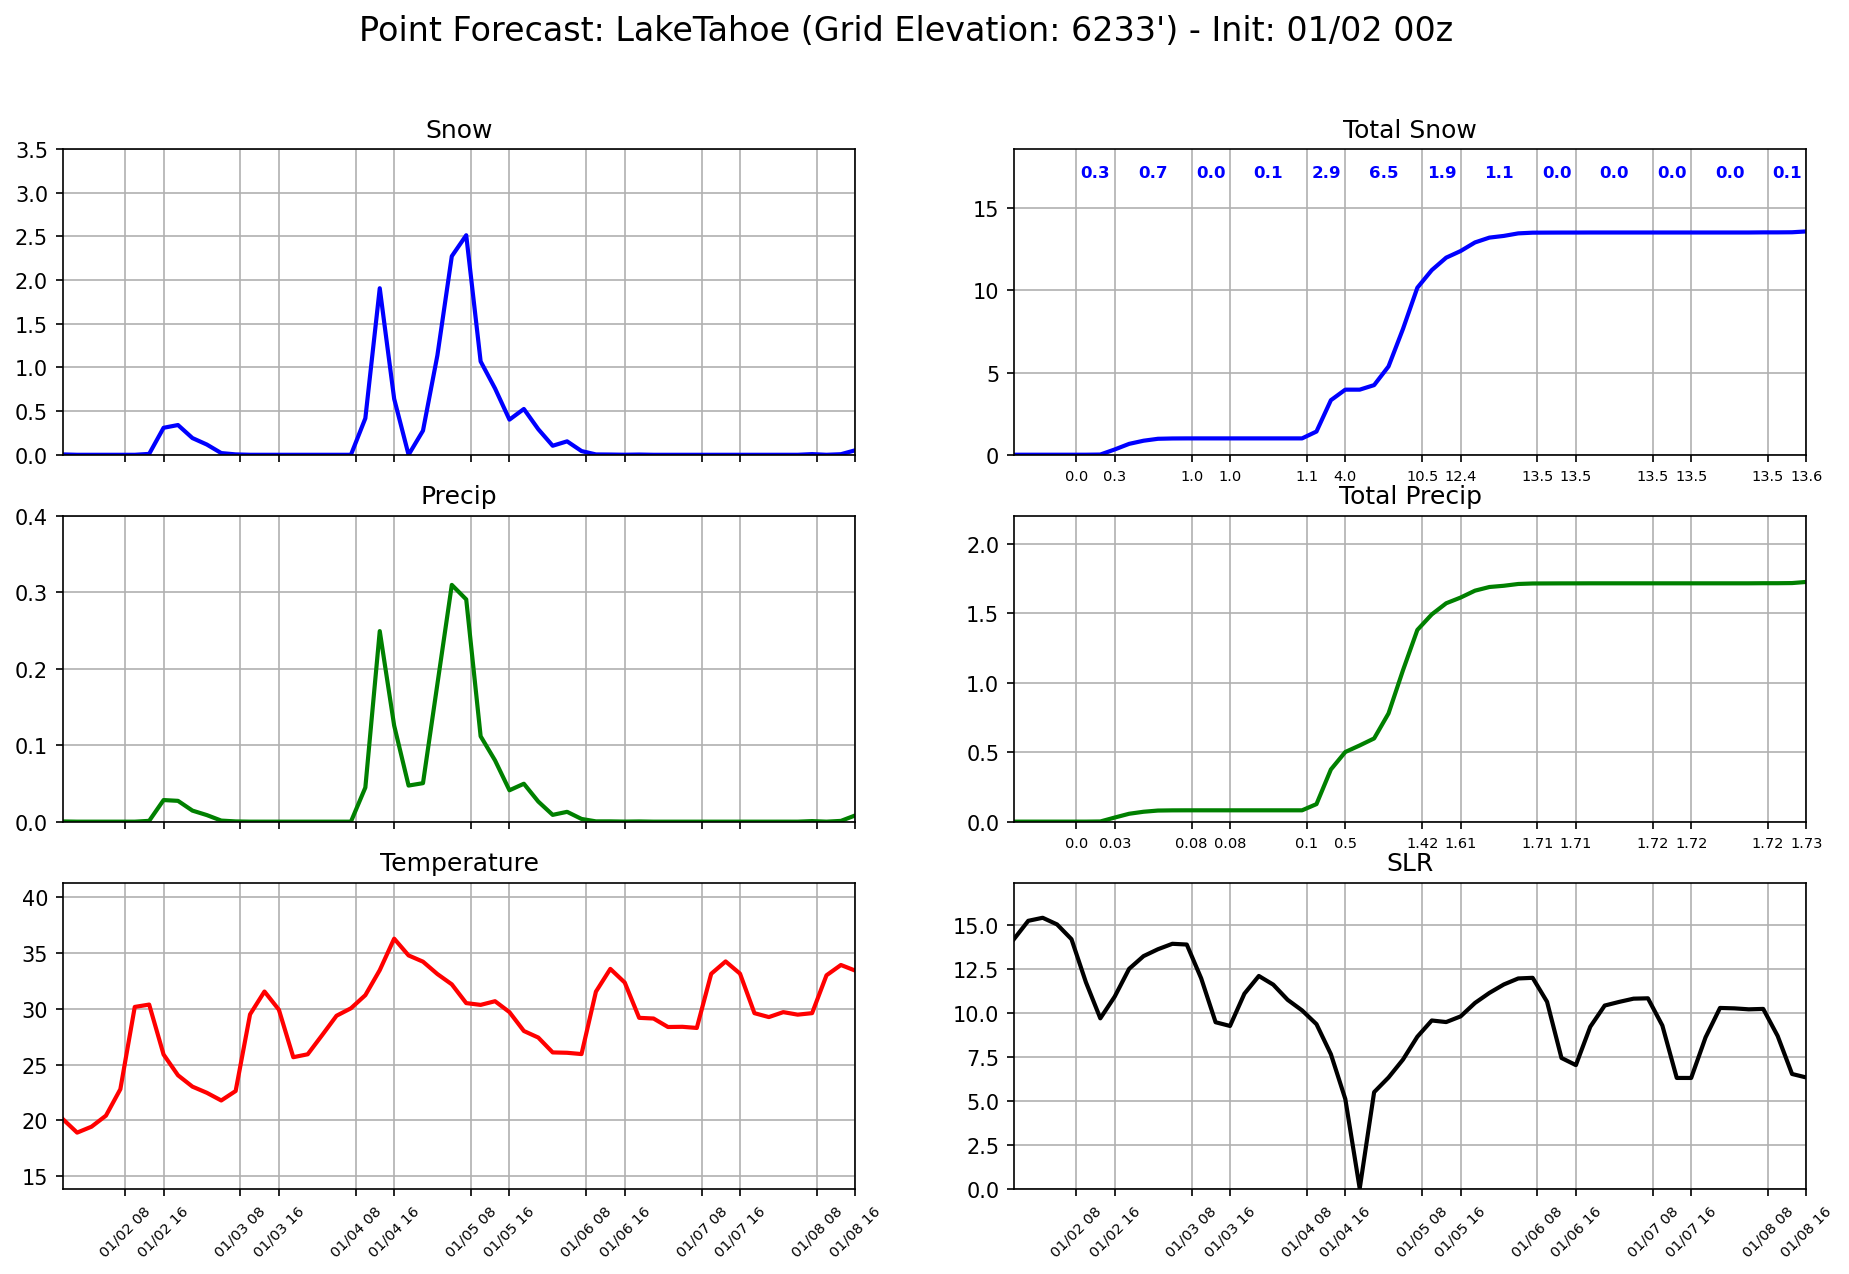 Point Forecast: LakeTahoe (Grid Elevation: 6233') - Init: 01/02 00z
Snow
3.5
3.0
2.5
2.0
1.5
1.0
0.5
0.0
Total Snow
0.3 0.7 0.0 0.1 2.9 6.5 1.9 1.1 0.0 0.0 0.0 0.0 0.1
15
10
5
0
0.0 0.3 1.0 1.0 1.1 4.0 10.5 12.4 13.5 13.5 13.5 13.5 13.5 13.6
Precip
0.4
0.3
0.2
0.1
0.0
Total Precip
2.0
1.5
1.0
0.5
0.0
0.0 0.03 0.08 0.08 0.1 0.5 1.42 1.61 1.71 1.71 1.72 1.72 1.72 1.73
Temperature
40
35
30
25
20
15
01/02 08 01/02 16 01/03 08 01/03 16 01/04 08 01/04 16 01/05 08 01/05 16 01/06 08 01/06 16 01/07 08 01/07 16 01/08 08 01/08 16
SLR
15.0
12.5
10.0
7.5
5.0
2.5
0.0
01/02 08 01/02 16 01/03 08 01/03 16 01/04 08 01/04 16 01/05 08 01/05 16 01/06 08 01/06 16 01/07 08 01/07 16 01/08 08 01/08 16